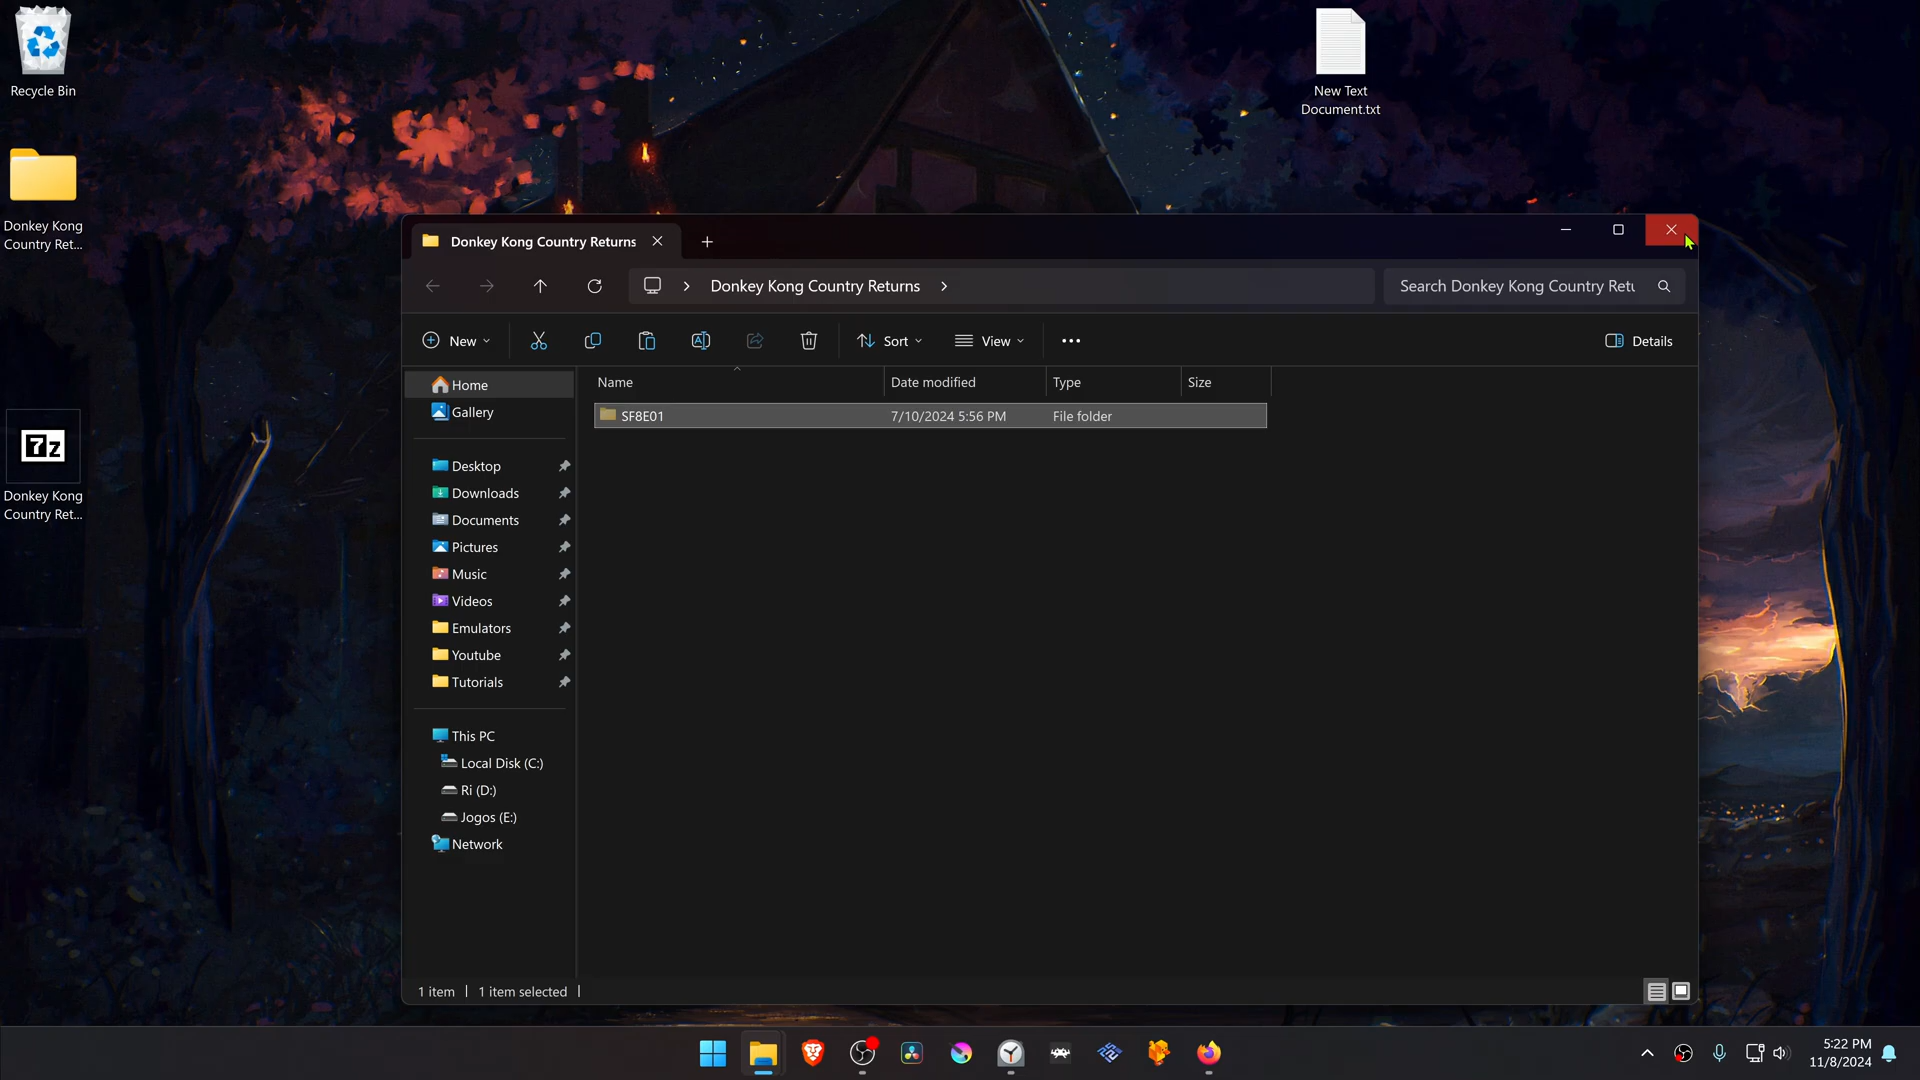 Recycle Bin
New Text
Document.txt
Donkey Kong
Country Ret...
Donkey Kong Country Returns
Donkey Kong Country Returns
Search Donkey Kong Country Retu
New
Sort
View
Details
Home
Gallery
Desktop
Downloads
Documents
Pictures
Music
Videos
Emulators
Youtube
Tutorials
This PC
Local Disk (C:)
Ri (D:)
Jogos (E:)
Network
Name Date modified Type Size
SF8E01 7/10/2024 5:56 PM File folder
7z
Donkey Kong
Country Ret...
1 item | 1 item selected |
5:22 PM
11/8/2024